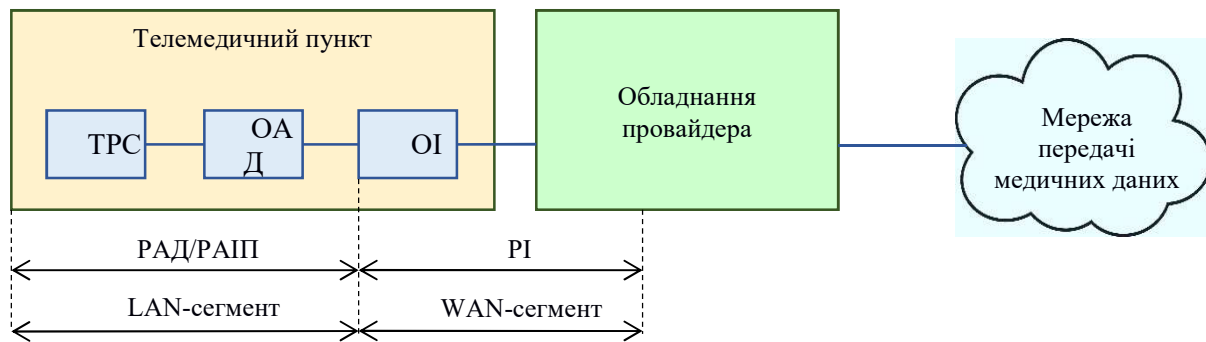 Телемедичний пункт
ТРС
ОА
Д
ОІ
Обладнання
провайдера
Мережа
передачі
медичних даних
РАД/РАІП
РІ
LAN-сегмент
WAN-сегмент